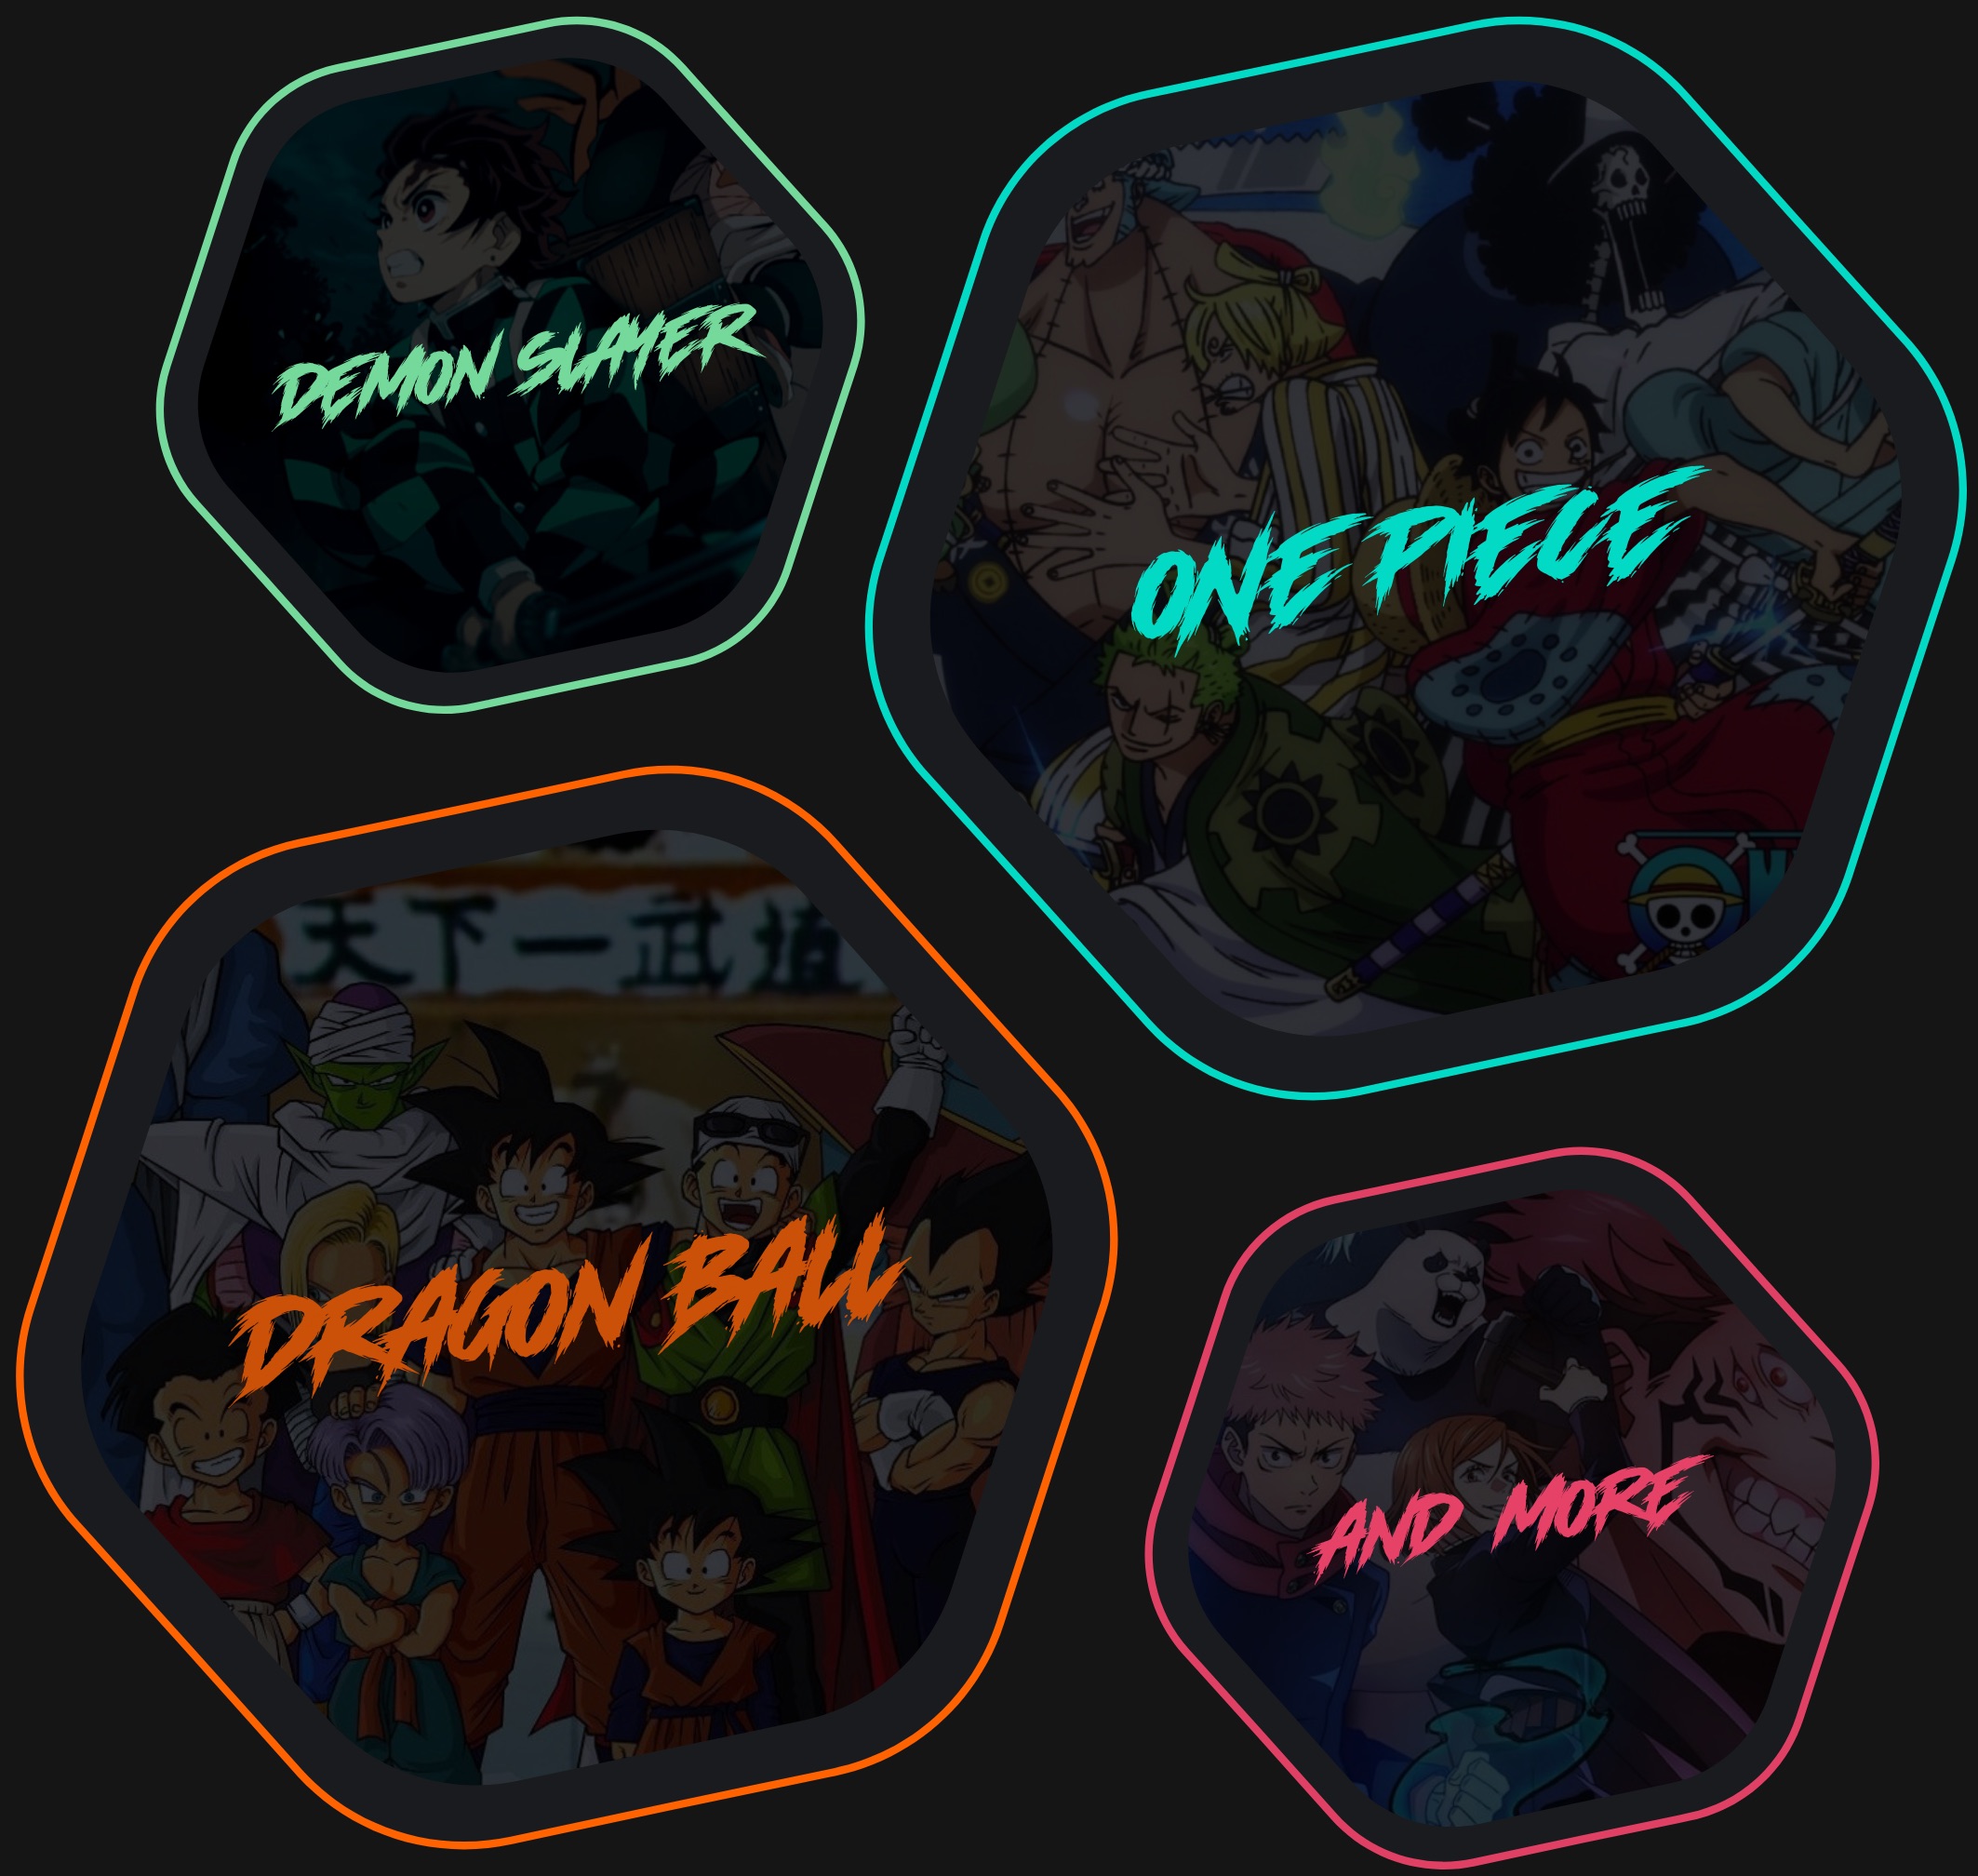 DEMON SLAYER
ONE PIECE
天下一武道
DRAGON BALL
AND MORE